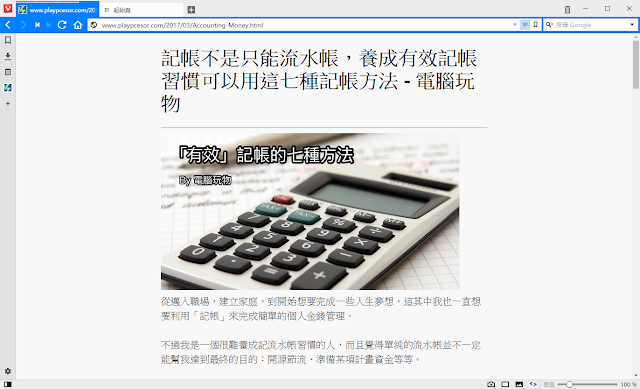 www.playpcesor.com/20
起始頁
www.playpcesor.com/2017/03/Accounting-Money.html
搜尋 Google
記帳不是只能流水帳，養成有效記帳
習慣可以用這七種記帳方法 - 電腦玩
物
「有效」記帳的七種方法
By 電腦玩物
從邁入職場，建立家庭，到開始想要完成一些人生夢想，這其中我也一直想
要利用「記帳」來完成簡單的個人金錢管理。
不過我是一個很難養成記流水帳習慣的人，而且覺得單純的流水帳並不一定
能幫我達到最終的目的：開源節流、準備某項計畫資金等等。
100 %